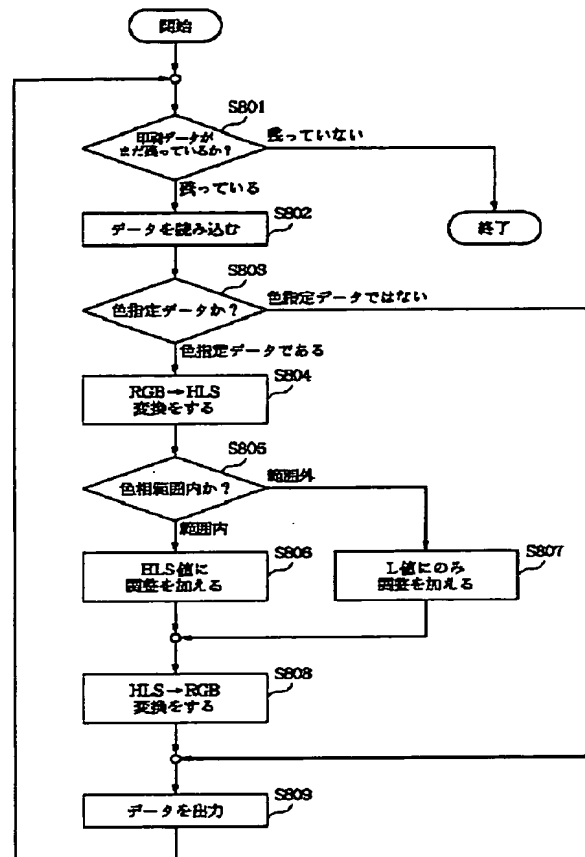 開始
S801
印刷データが
まだ残っているか?
残っていない
残っている
終了
S802
データを読み込む
S803
色指定データか?
色指定データではない
色指定データである
S804
RGB→HLS
変換をする
S805
色相範囲内か?
範囲外
範囲内
S806
HLS値に
調整を加える
S807
L値にのみ
調整を加える
S808
HLS→RGB
変換をする
S809
データを出力